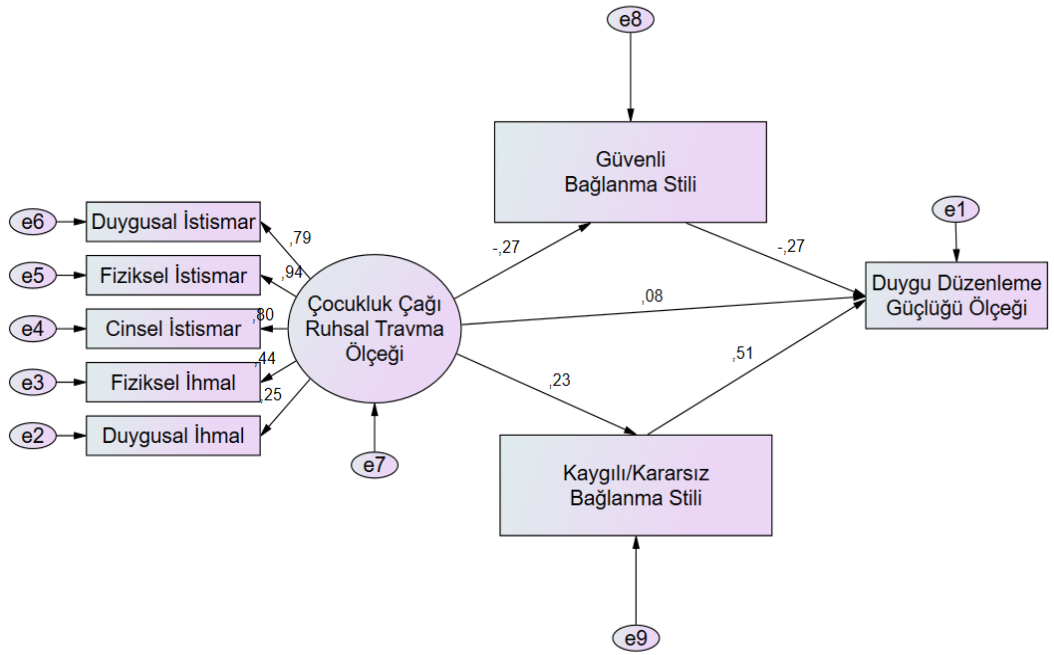 e8
Güvenli
Bağlanma Stili
e6
Duygusal İstismar
e5
Fiziksel İstismar
e4
Cinsel İstismar
e3
Fiziksel İhmal
e2
Duygusal İhmal
,79
,94
,80
,44
,25
Çocukluk Çağı
Ruhsal Travma
Ölçeği
e7
-,27
,08
,23
-,27
,51
e1
Duygu Düzenleme
Güçlüğü Ölçeği
Kaygılı/Kararsız
Bağlanma Stili
e9